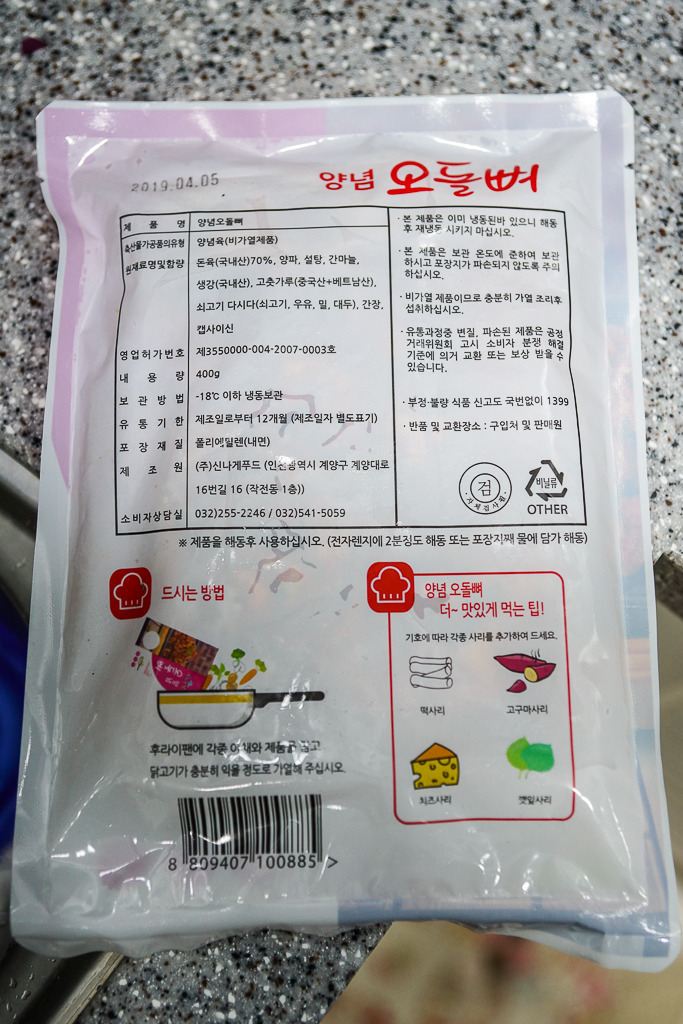 2019.04.05
양념 오돌뼈
제 품 명 양념오돌뼈
축산물가공품의유형 양념육(비가열제품)
원재료명및함량 돈육(국내산)70%, 양파, 설탕, 간마늘,
생강(국내산), 고춧가루(중국산+베트남산),
쇠고기 다시다(쇠고기, 우유, 밀, 대두), 간장,
캡사이신
영업허가번호 제3550000-004-2007-0003호
내 용 량 400g
보 관 방 법 -18℃ 이하 냉동보관
유 통 기 한 제조일로부터 12개월 (제조일자 별도표기)
포 장 재 질 폴리에틸렌(내면)
제 조 원 (주)신나게푸드 (인천광역시 계양구 계양대로
16번길 16 (작전동 1층))
소비자상담실 032)255-2246 / 032)541-5059
· 본 제품은 이미 냉동된바 있으니 해동
후 재냉동 시키지 마십시오.
· 본 제품은 보관 온도에 준하여 보관
하시고 포장지가 파손되지 않도록 주의
하십시오.
· 비가열 제품이므로 충분히 가열 조리후
섭취하십시오.
· 유통과정중 변질, 파손된 제품은 공정
거래위원회 고시 소비자 분쟁 해결
기준에 의거 교환 또는 보상 받을 수
있습니다.
· 부정·불량 식품 신고도 국번없이 1399
· 반품 및 교환장소 : 구입처 및 판매원
검
자체검사필
비닐류
OTHER
※ 제품을 해동후 사용하십시오. (전자렌지에 2분정도 해동 또는 포장지째 물에 담가 해동)
드시는 방법
후라이팬에 각종 야채와 제품을 넣고
닭고기가 충분히 익을 정도로 가열해 주십시오.
양념 오돌뼈
더~ 맛있게 먹는 팁!
기호에 따라 각종 사리를 추가하여 드세요.
떡사리
고구마사리
치즈사리
깻잎사리
8 809407 100885 >